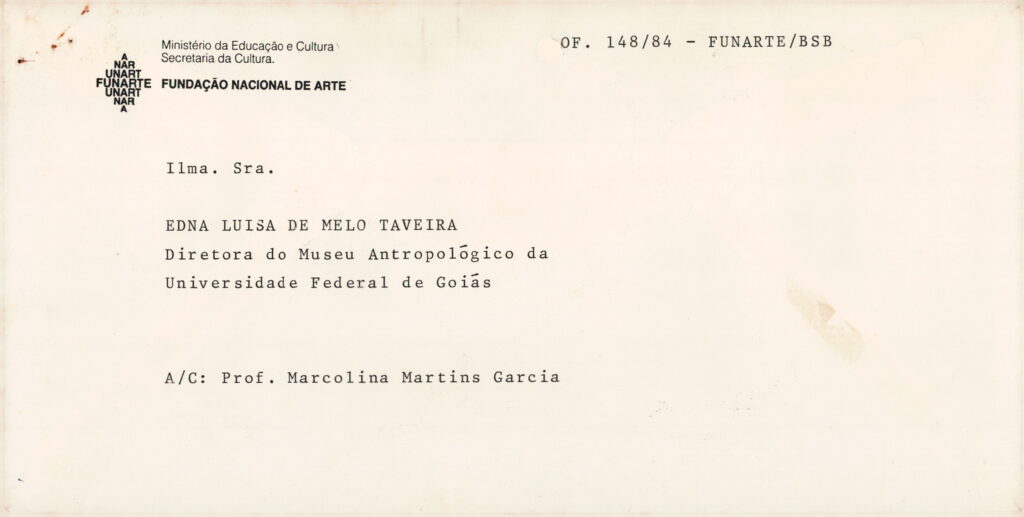 Ministério da Educação e Cultura
Secretaria da Cultura.
FUNDAÇÃO NACIONAL DE ARTE
A
NAR
UNART
FUNARTE
UNART
NAR
A
OF. 148/84 - FUNARTE/BSB
Ilma. Sra.
EDNA LUISA DE MELO TAVEIRA
Diretora do Museu Antropológico da
Universidade Federal de Goiás
A/C: Prof. Marcolina Martins Garcia